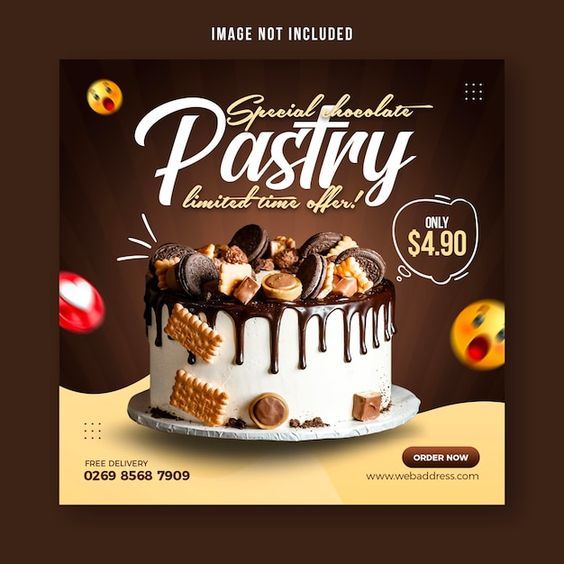 IMAGE NOT INCLUDED
Special chocolate
Pastry
limited time offer!
ONLY
$4.90
FREE DELIVERY
0269 8568 7909
ORDER NOW
www.webaddress.com